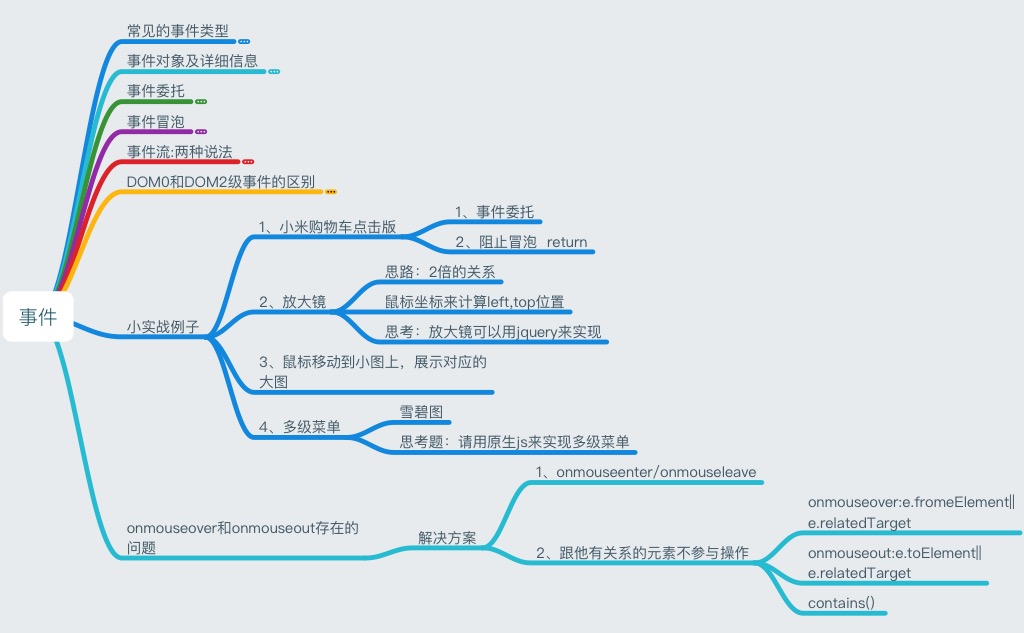 常见的事件类型
事件对象及详细信息
事件委托
事件冒泡
事件流:两种说法
DOM0和DOM2级事件的区别
事件
小实战例子
1、小米购物车点击版
1、事件委托
2、阻止冒泡 return
2、放大镜
思路：2倍的关系
鼠标坐标来计算left,top位置
思考：放大镜可以用jquery来实现
3、鼠标移动到小图上，展示对应的
大图
4、多级菜单
雪碧图
思考题：请用原生js来实现多级菜单
onmouseover和onmouseout存在的
问题
解决方案
1、onmouseenter/onmouseleave
2、跟他有关系的元素不参与操作
onmouseover:e.fromeElement||
e.relatedTarget
onmouseout:e.toElement||
e.relatedTarget
contains()